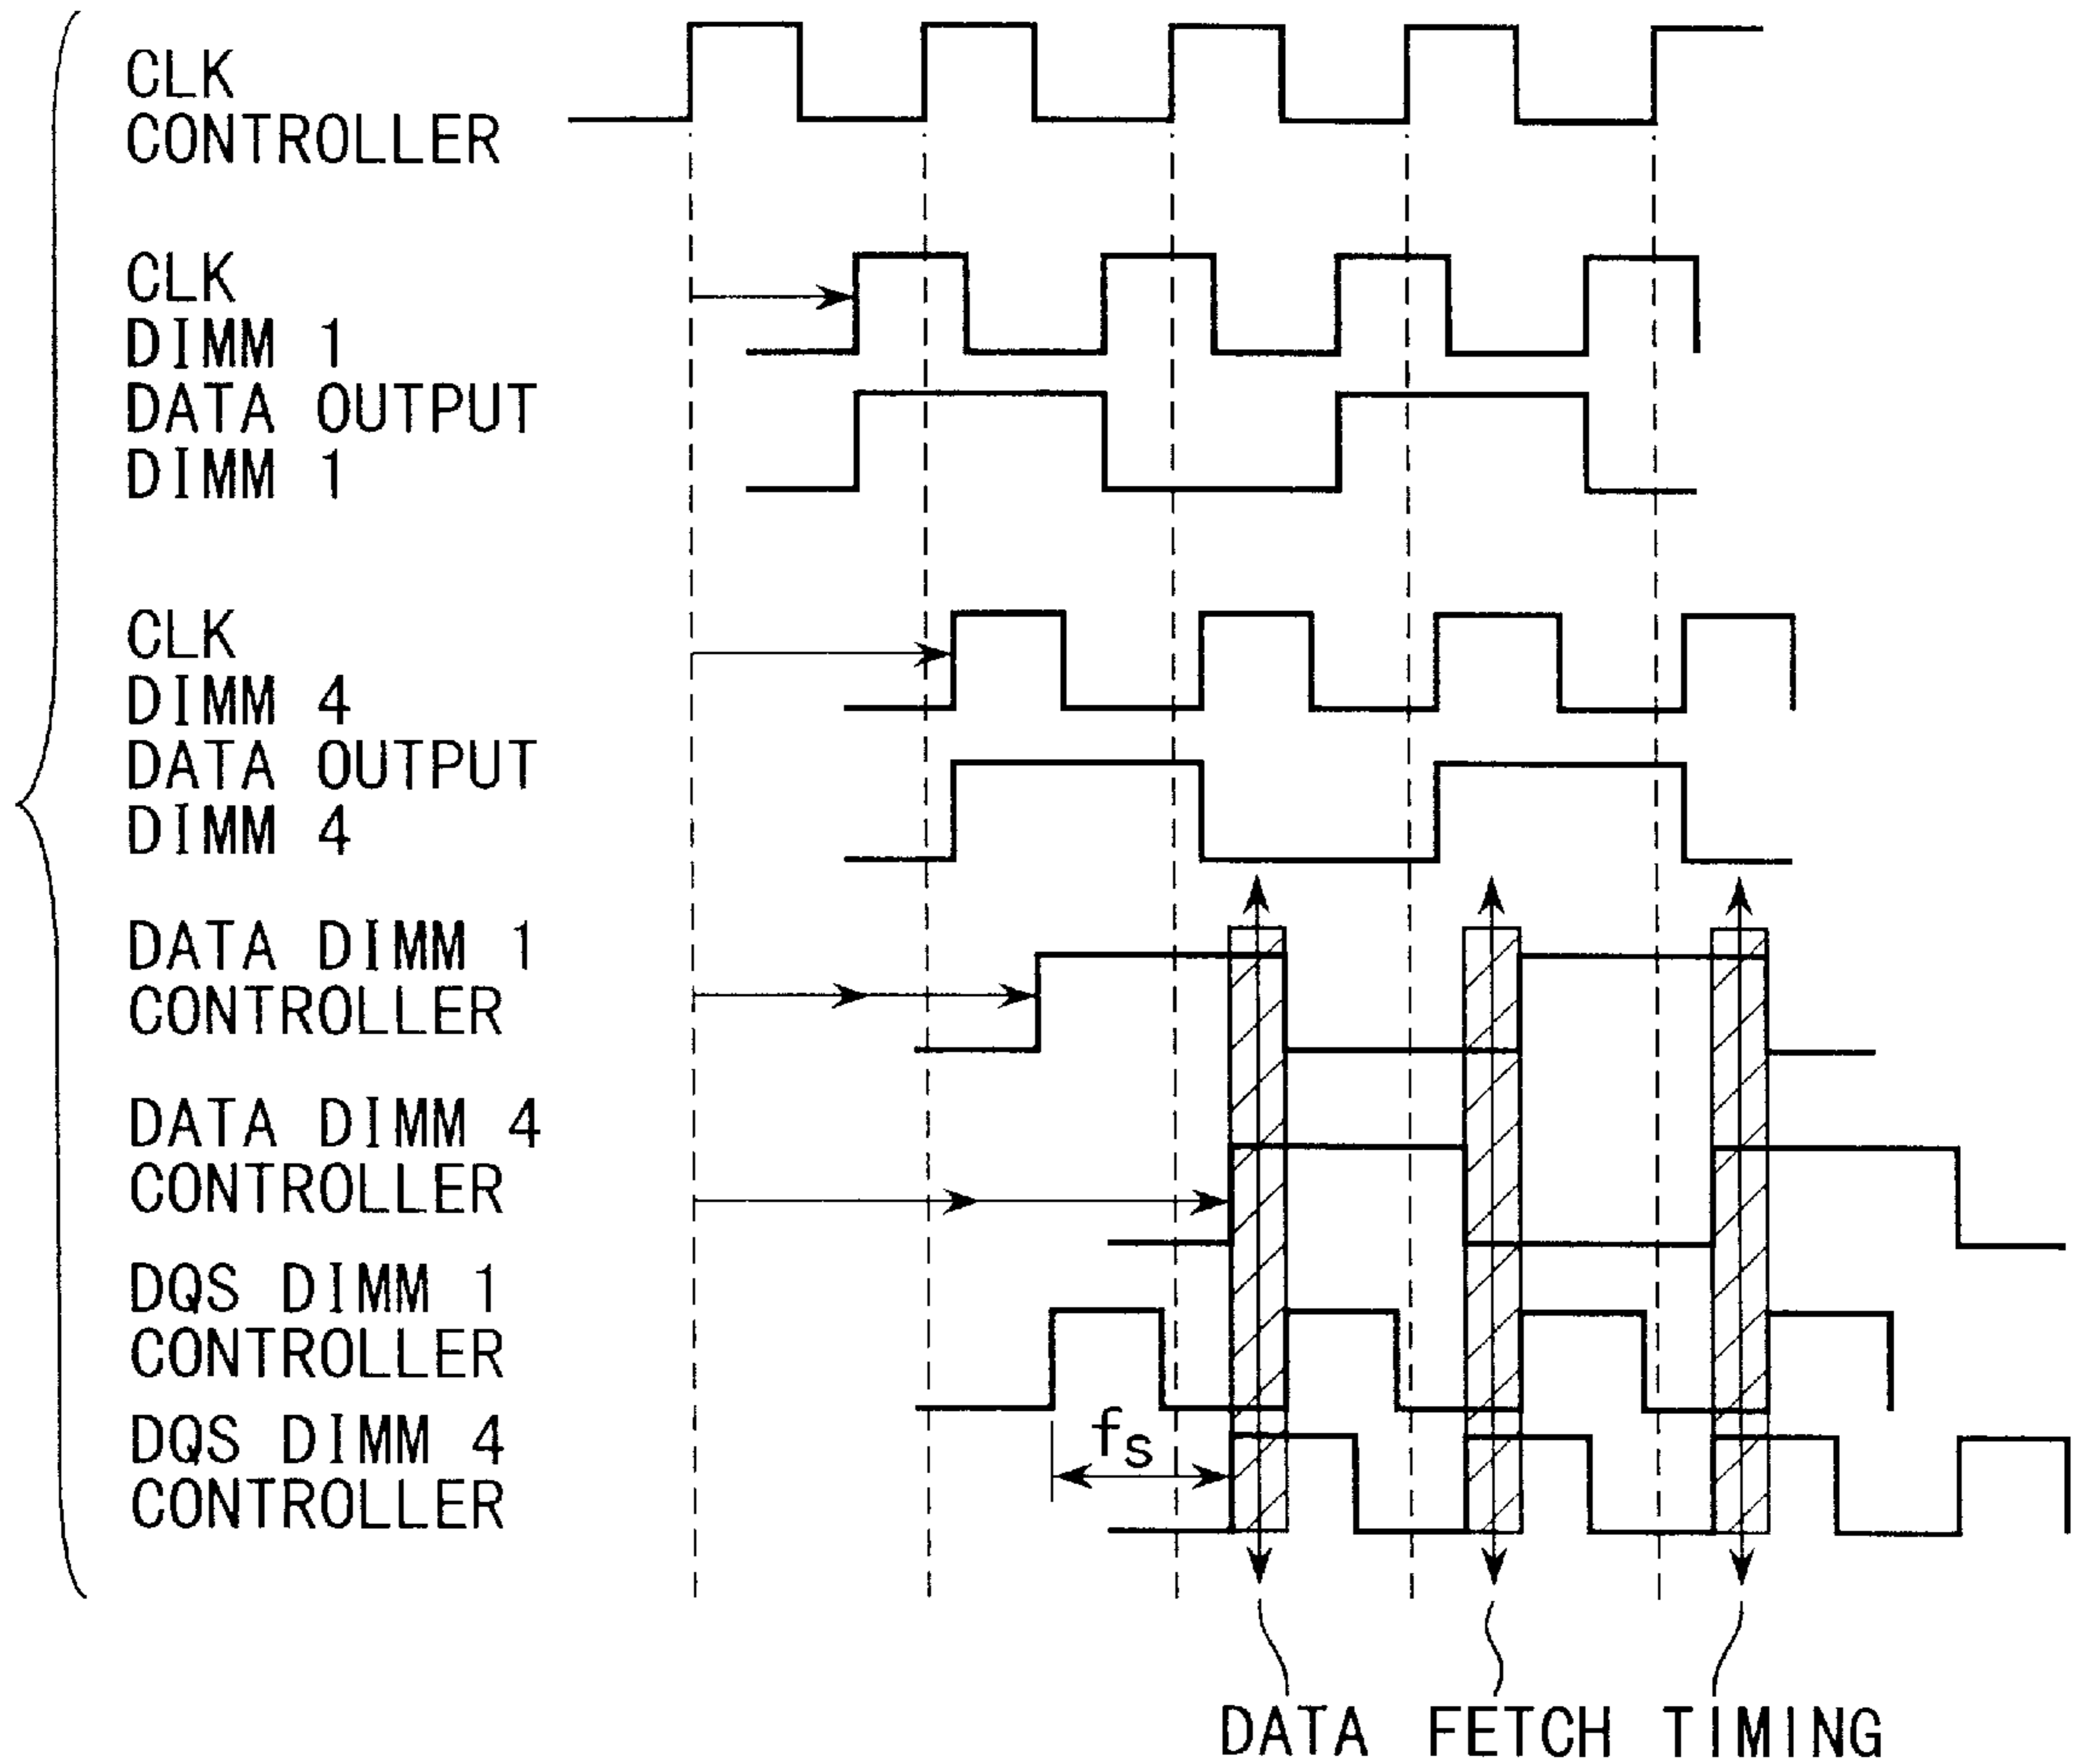 CLK
CONTROLLER
CLK
DIMM 1
DATA OUTPUT
DIMM 1
CLK
DIMM 4
DATA OUTPUT
DIMM 4
DATA DIMM 1
CONTROLLER
DATA DIMM 4
CONTROLLER
DQS DIMM 1
CONTROLLER
fs
DQS DIMM 4
CONTROLLER
DATA FETCH TIMING